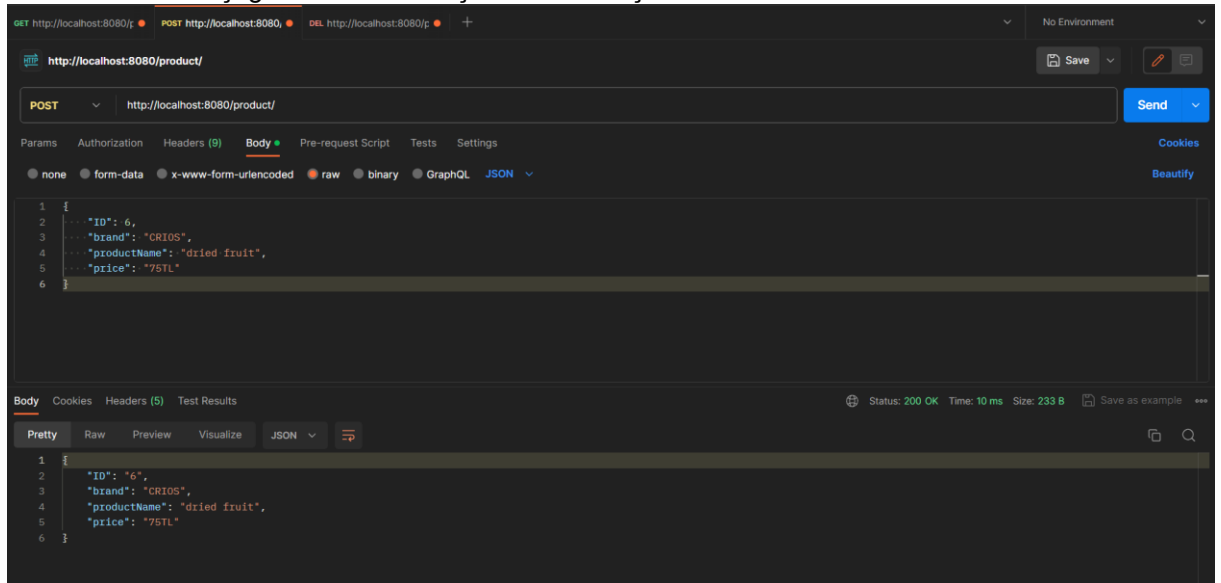 GET http://localhost:8080/p
POST http://localhost:8080,
DEL http://localhost:8080/p
+
No Environment
HTTP http://localhost:8080/product/
Save
POST http://localhost:8080/product/ Send
Params Authorization Headers (9) Body Pre-request Script Tests Settings Cookies
none form-data x-www-form-urlencoded raw binary GraphQL JSON Beautify
1 {
2 "ID": 6,
3 "brand": "CRIOS",
4 "productName": "dried fruit",
5 "price": "75TL"
6 }
Body Cookies Headers (5) Test Results Status: 200 OK Time: 10 ms Size: 233 B Save as example
Pretty Raw Preview Visualize JSON
1 {
2 "ID": "6",
3 "brand": "CRIOS",
4 "productName": "dried fruit",
5 "price": "75TL"
6 }